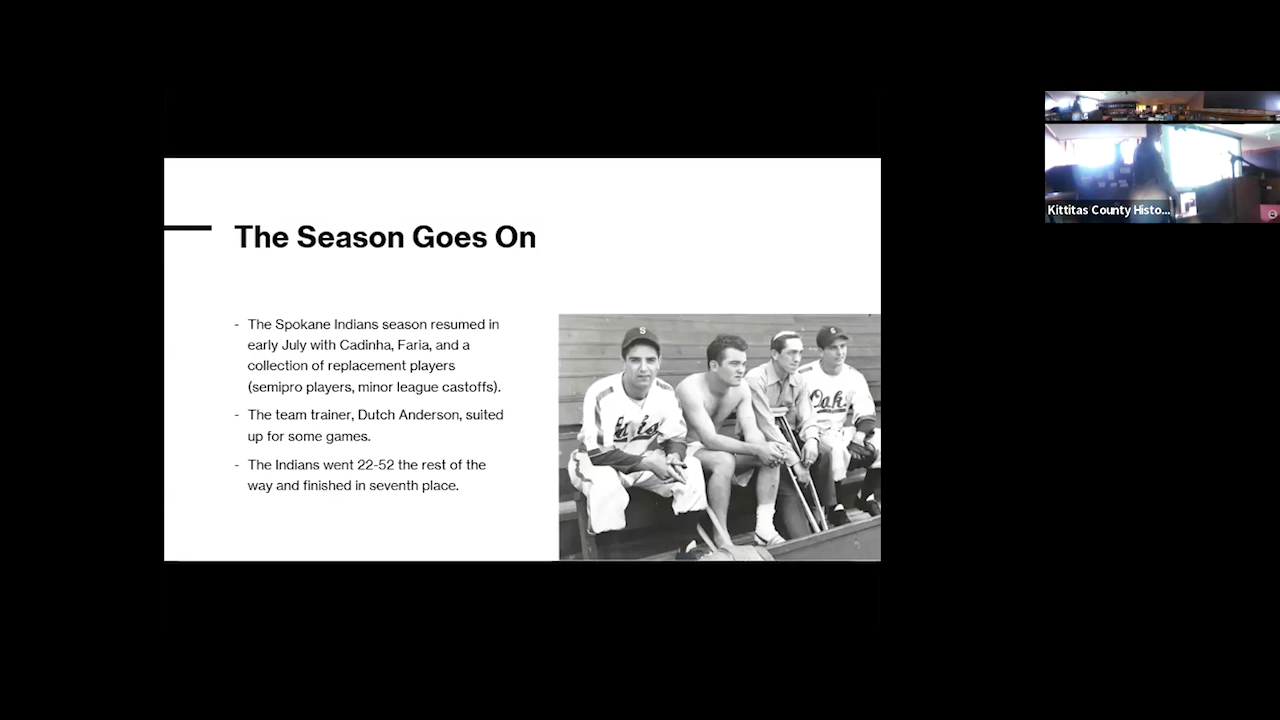 The Season Goes On
- The Spokane Indians season resumed in
early July with Cadinha, Faria, and a
collection of replacement players
(semipro players, minor league castoffs).
- The team trainer, Dutch Anderson, suited
up for some games.
- The Indians went 22-52 the rest of the
way and finished in seventh place.
S
Oaks
Kittitas County Histo...